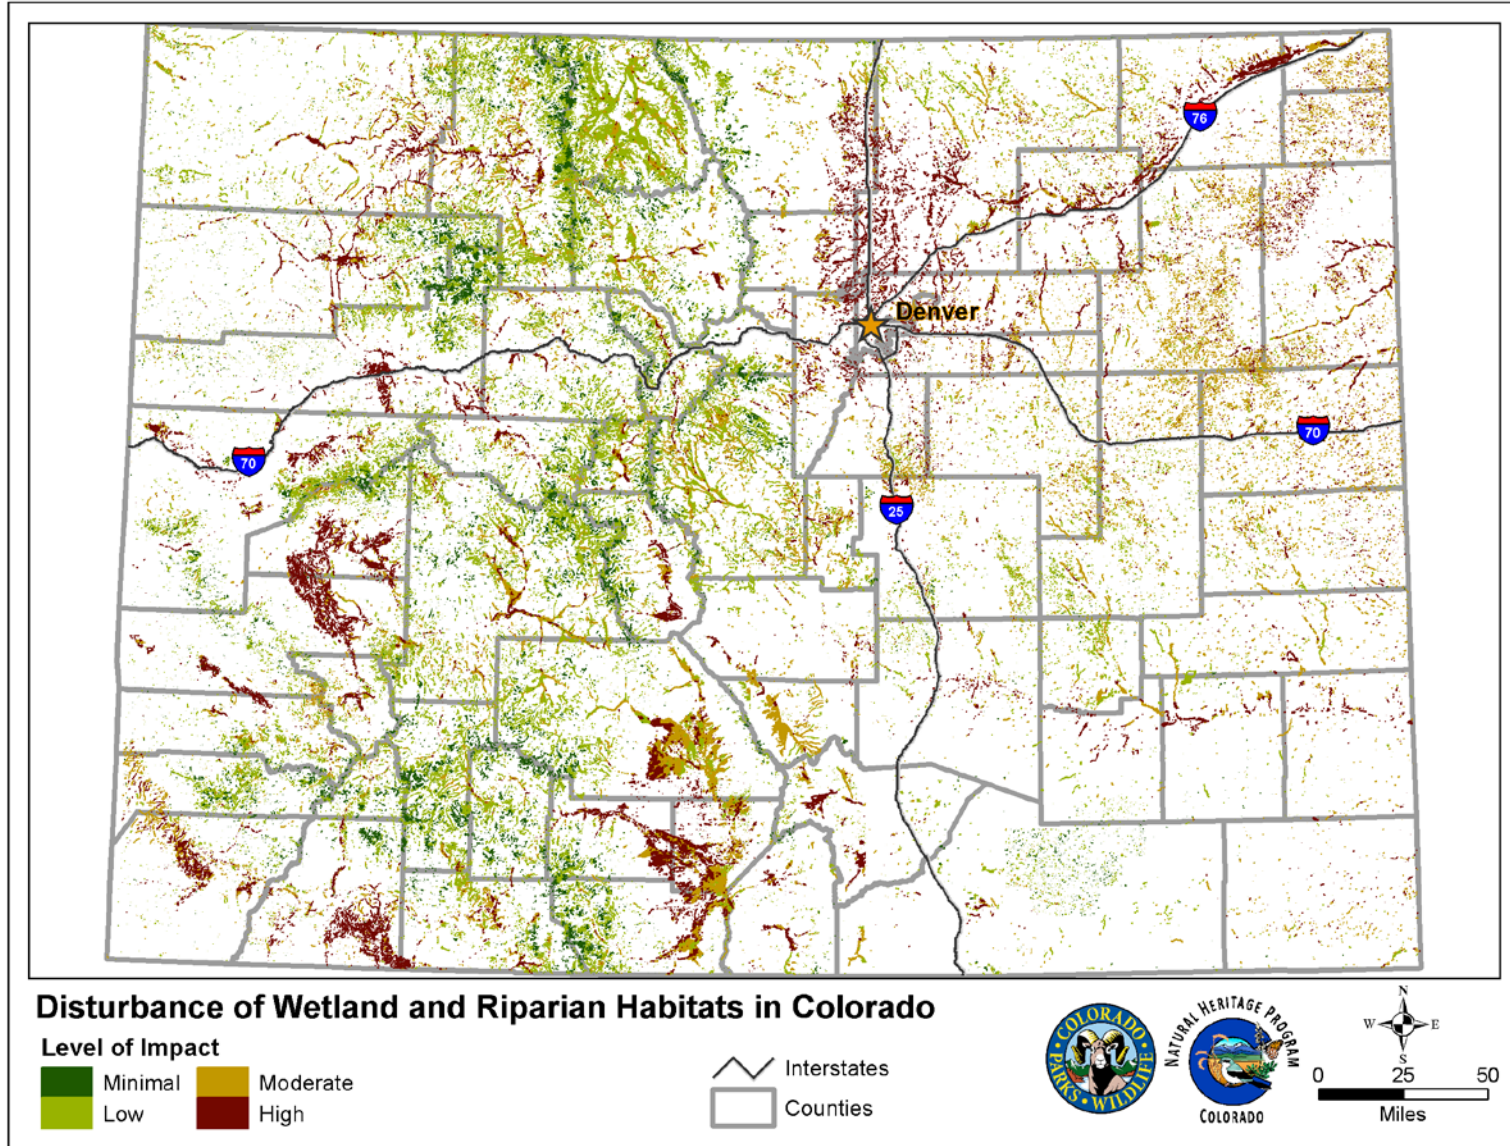 76
Denver
70
70
25
Disturbance of Wetland and Riparian Habitats in Colorado
Level of Impact
Minimal
Moderate
Low
High
Interstates
Counties
COLORADO
PARKS • WILDLIFE
NATURAL HERITAGE PROGRAM
COLORADO
N
W E
S
0 25 50
Miles